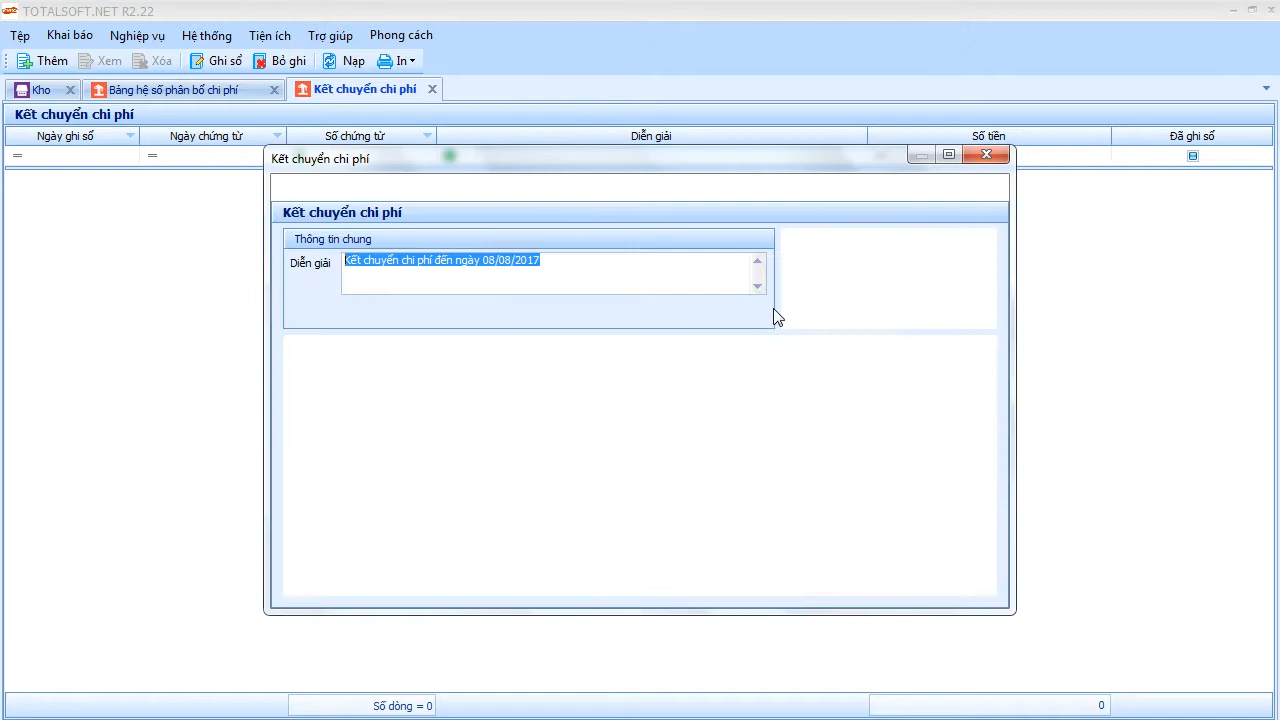 TOTALSOFT.NET R2.22
Tệp Khai báo Nghiệp vụ Hệ thống Tiện ích Trợ giúp Phong cách
Thêm Xem Xóa Ghi sổ Bỏ ghi Nạp In
Kho Bảng hệ số phân bổ chi phí Kết chuyển chi phí
Kết chuyển chi phí
Ngày ghi sổ Ngày chứng từ Số chứng từ Diễn giải Số tiền Đã ghi sổ
= =
Kết chuyển chi phí
Kết chuyển chi phí
Thông tin chung
Diễn giải Kết chuyển chi phí đến ngày 08/08/2017
Số dòng = 0 0